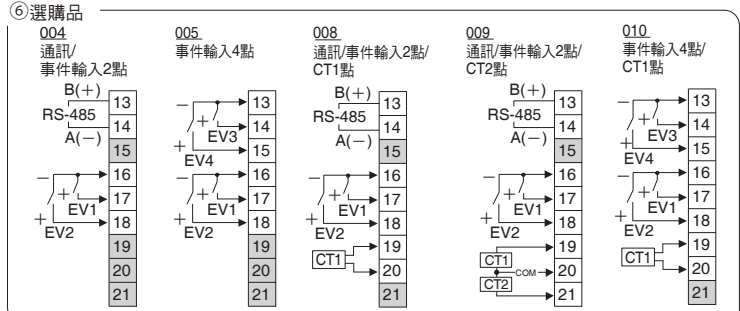 ⑥選購品
004
通訊/
事件輸入2點
B(+)
RS-485
A(−)
13
14
15
16
17
18
19
20
21
−
+
EV1
+
EV2
005
事件輸入4點
−
+
EV3
+
EV4
−
+
EV1
+
EV2
13
14
15
16
17
18
19
20
21
008
通訊/事件輸入2點/
CT1點
B(+)
RS-485
A(−)
−
+
EV1
+
EV2
CT1
13
14
15
16
17
18
19
20
21
009
通訊/事件輸入2點/
CT2點
B(+)
RS-485
A(−)
−
+
EV1
+
EV2
CT1
COM
CT2
13
14
15
16
17
18
19
20
21
010
事件輸入4點/
CT1點
−
+
EV3
+
EV4
−
+
EV1
+
EV2
CT1
13
14
15
16
17
18
19
20
21